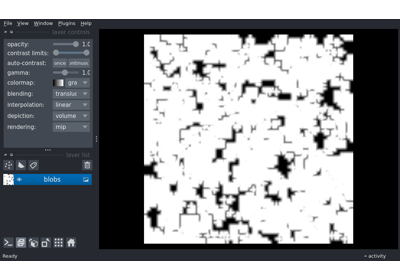 File View Window Plugins Help
layer controls
opacity: 1.0
contrast limits:
auto-contrast: once
gamma: 1.0
colormap: gra
blending: translu
interpolation: linear
depiction: volume
rendering: mip
layer list
blobs
Ready activity